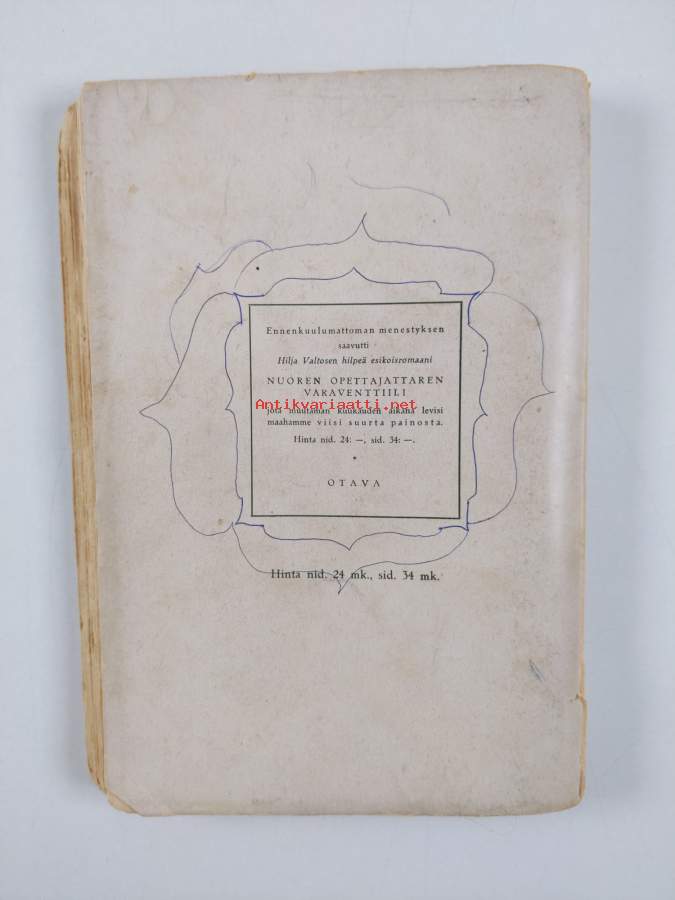 Ennenkuulumattoman menestyksen
saavutti
Hilja Valtosen hilpeä esikoisromaani
NUOREN OPETTAJATTAREN
VARAVENTTIILI
Antikvariaatti.net
jota muutaman kuukauden aikana levisi
maahamme viisi suurta painosta.
Hinta nid. 24: —, sid. 34: —.
*
OTAVA
Hinta nid. 24 mk., sid. 34 mk.